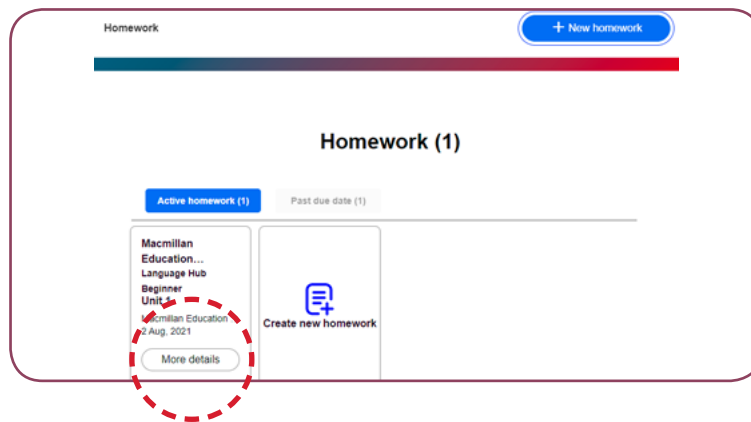 Homework
+ New homework
Homework (1)
Active homework (1)
Past due date (1)
Macmillan
Education...
Language Hub
Beginner
Unit 1
Macmillan Education
2 Aug, 2021
More details
Create new homework